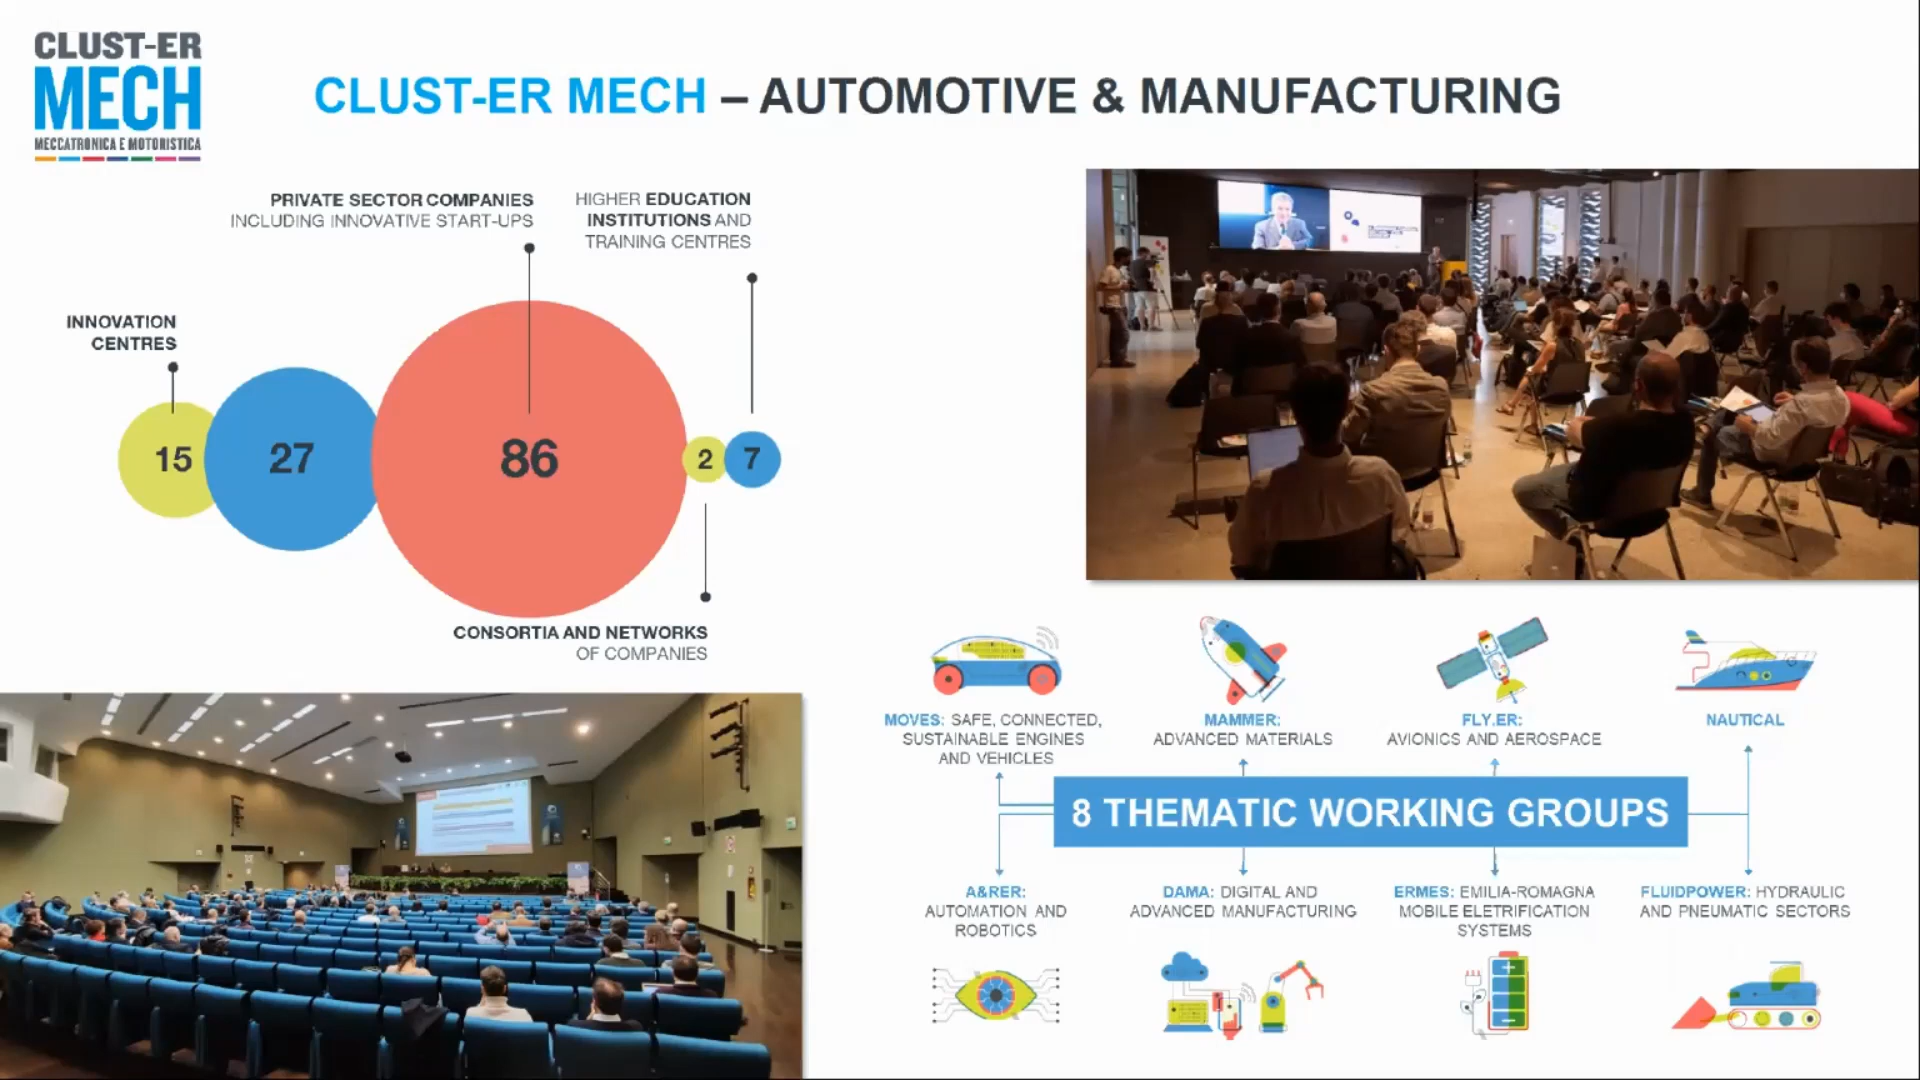 CLUST-ER
MECH
MECCATRONICA E MOTORISTICA
CLUST-ER MECH – AUTOMOTIVE & MANUFACTURING
PRIVATE SECTOR COMPANIES
INCLUDING INNOVATIVE START-UPS
HIGHER EDUCATION
INSTITUTIONS AND
TRAINING CENTRES
INNOVATION
CENTRES
15
27
86
2
7
CONSORTIA AND NETWORKS
OF COMPANIES
MOVES: SAFE, CONNECTED,
SUSTAINABLE ENGINES
AND VEHICLES
MAMMER:
ADVANCED MATERIALS
FLY.ER:
AVIONICS AND AEROSPACE
NAUTICAL
8 THEMATIC WORKING GROUPS
A&RER:
AUTOMATION AND
ROBOTICS
DAMA: DIGITAL AND
ADVANCED MANUFACTURING
ERMES: EMILIA-ROMAGNA
MOBILE ELETRIFICATION
SYSTEMS
FLUIDPOWER: HYDRAULIC
AND PNEUMATIC SECTORS